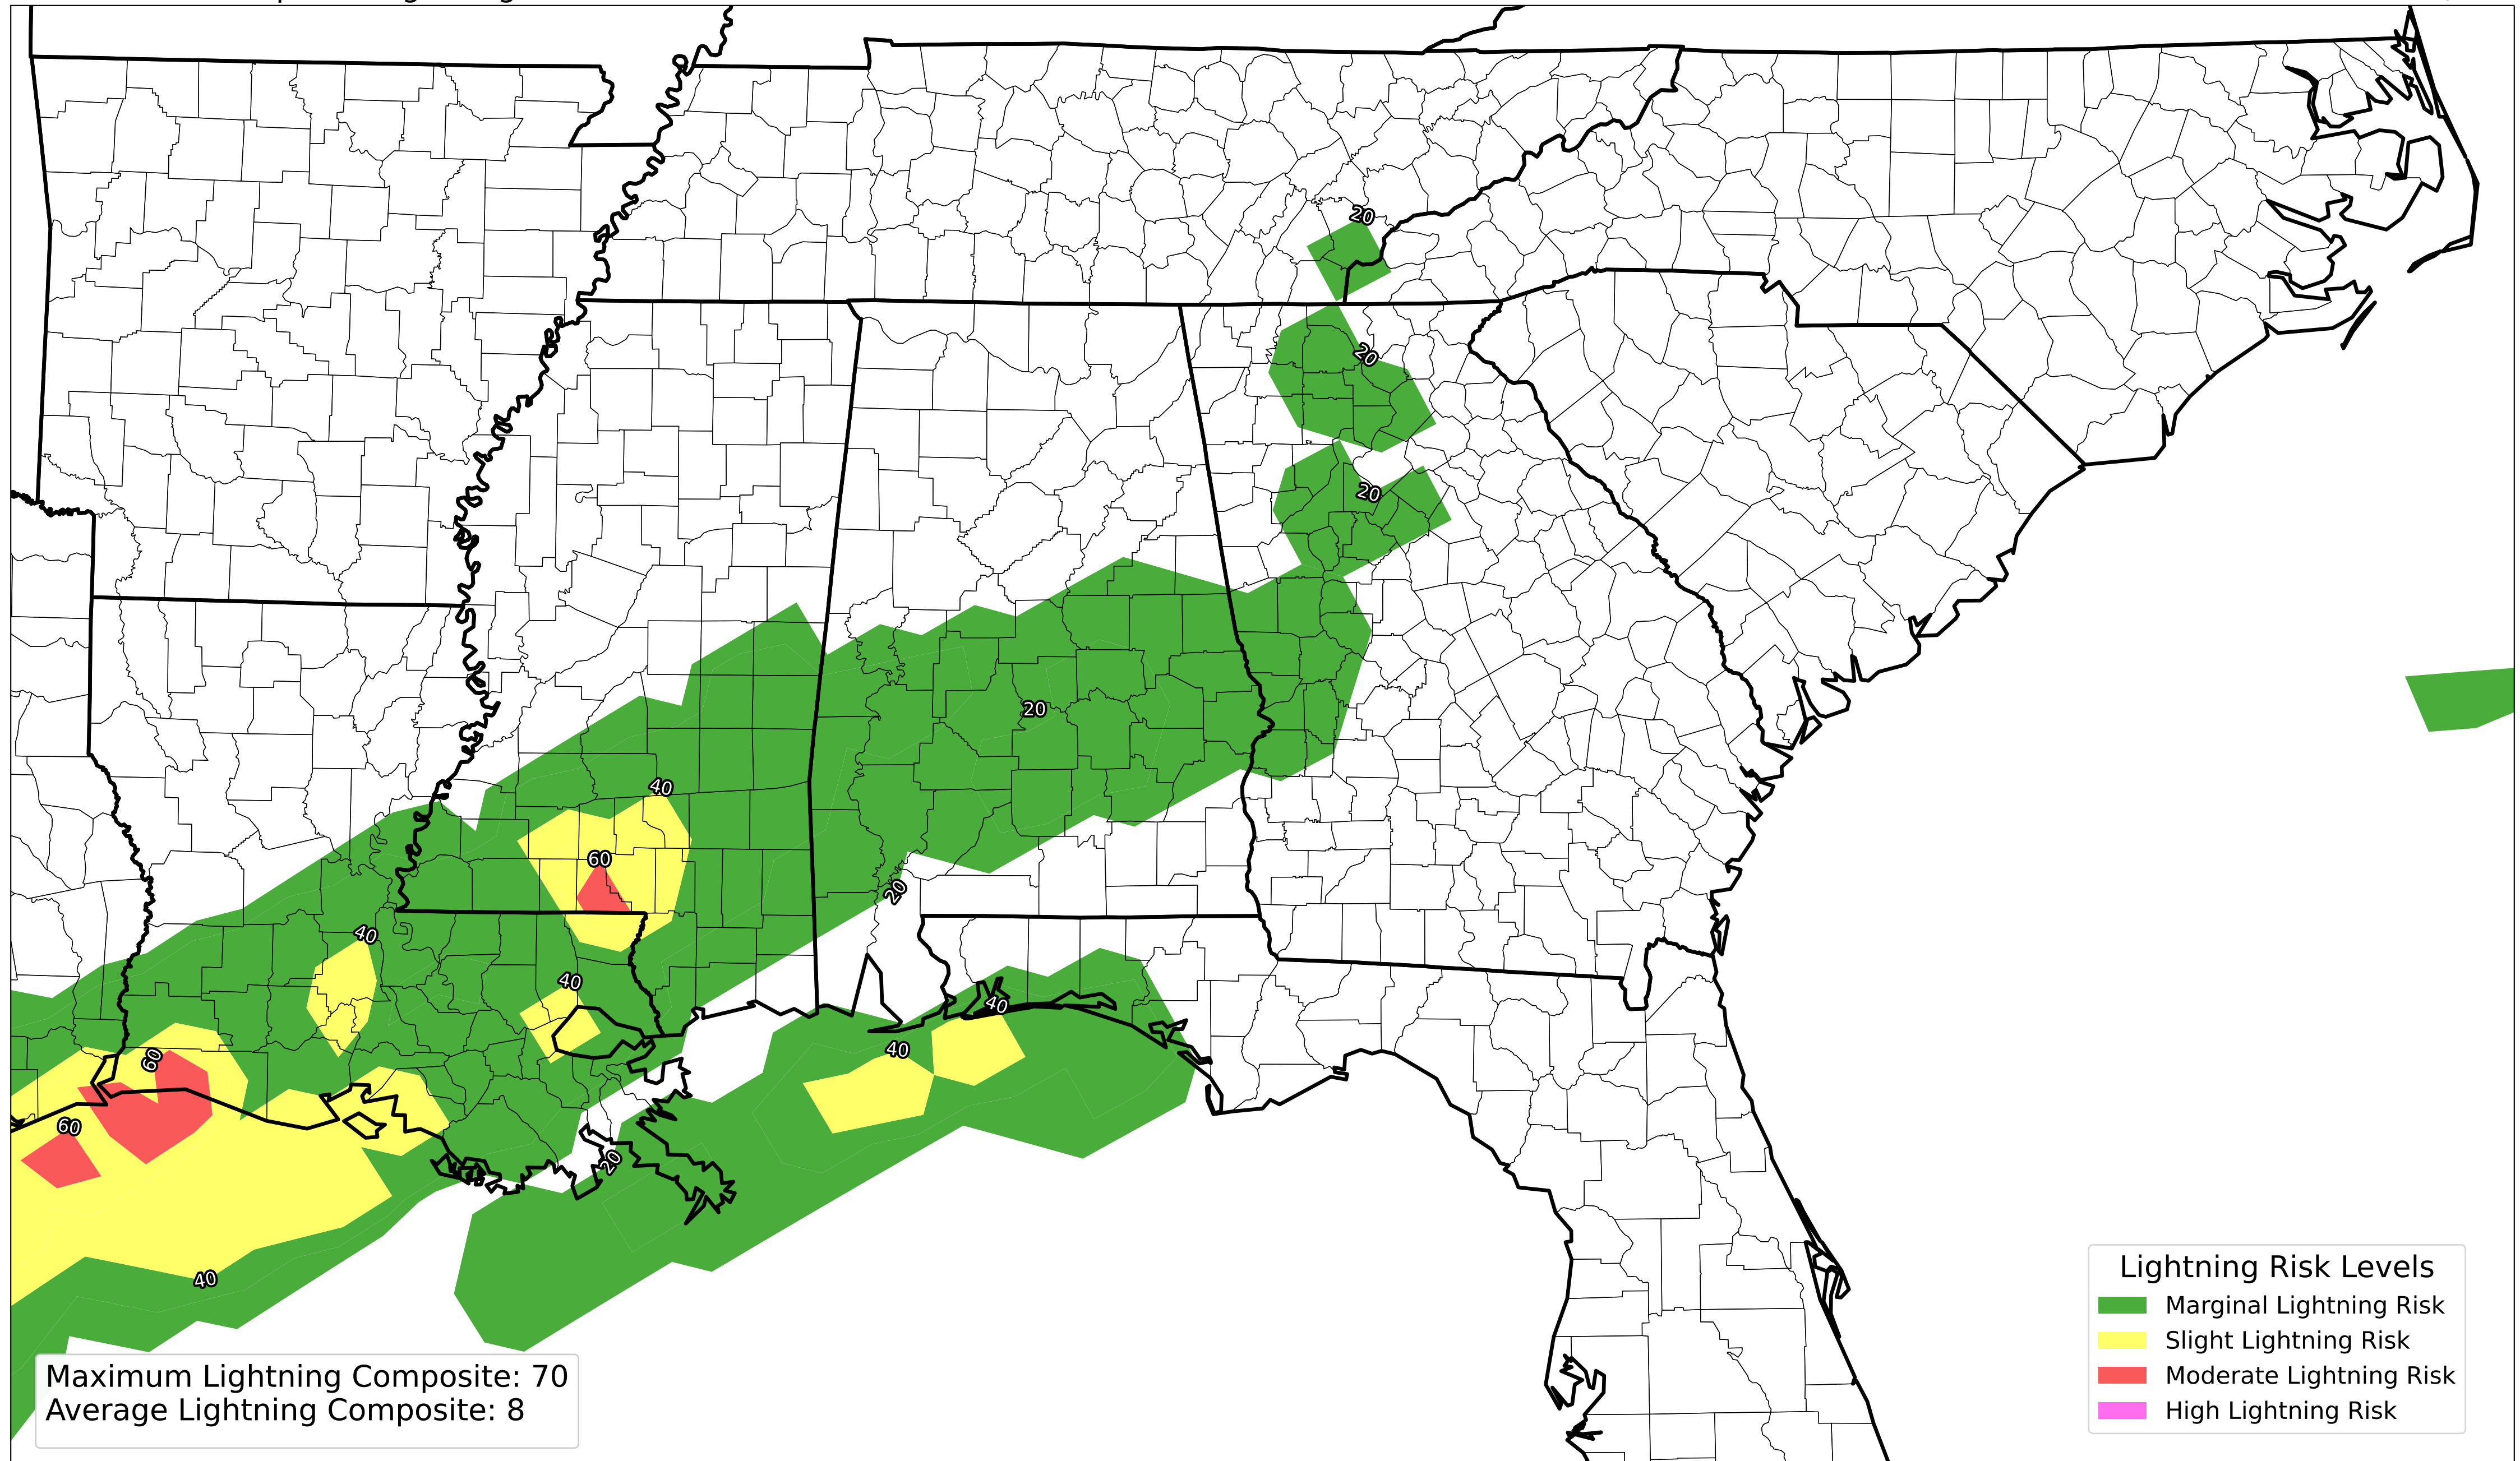 20
20
20
20
40
60
20
40
40
40
60
40
60
20
40
Lightning Risk Levels
Marginal Lightning Risk
Slight Lightning Risk
Moderate Lightning Risk
High Lightning Risk
Maximum Lightning Composite: 70
Average Lightning Composite: 8